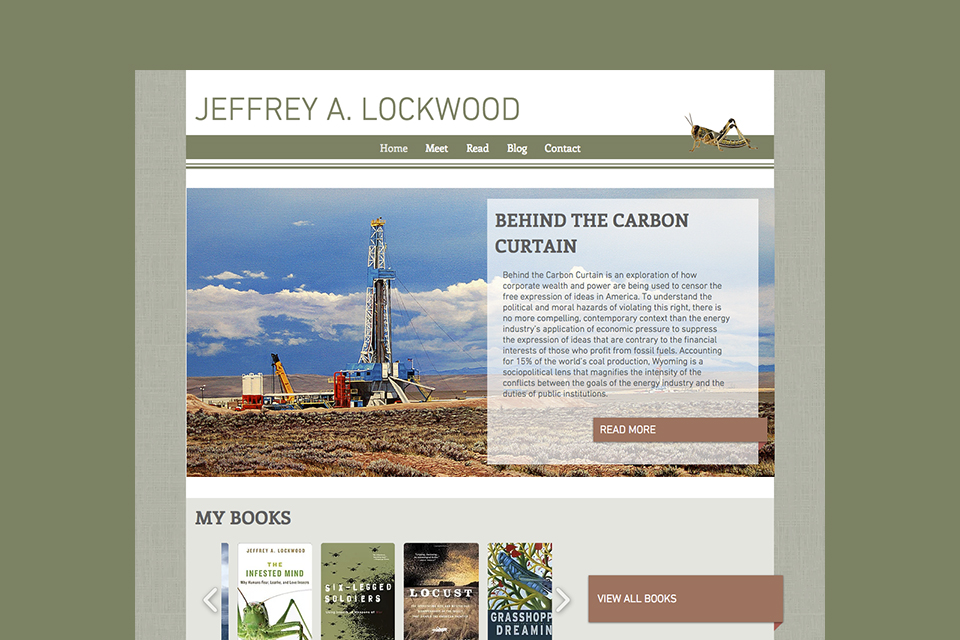 JEFFREY A. LOCKWOOD
Home Meet Read Blog Contact
BEHIND THE CARBON
CURTAIN
Behind the Carbon Curtain is an exploration of how
corporate wealth and power are being used to censor the
free expression of ideas in America. To understand the
political and moral hazards of violating this right, there is
no more compelling, contemporary context than the energy
industry's application of economic pressure to suppress
the expression of ideas that are contrary to the financial
interests of those who profit from fossil fuels. Accounting
for 15% of the world's coal production, Wyoming is a
sociopolitical lens that magnifies the intensity of the
conflicts between the goals of the energy industry and the
duties of public institutions.
READ MORE
MY BOOKS
JEFFREY A. LOCKWOOD
THE
INFESTED MIND
Why Humans Fear, Loathe, and Love Insects
SIX-LEGGED
SOLDIERS
LOCUST
GRASSHOPP
DREAMIN
VIEW ALL BOOKS